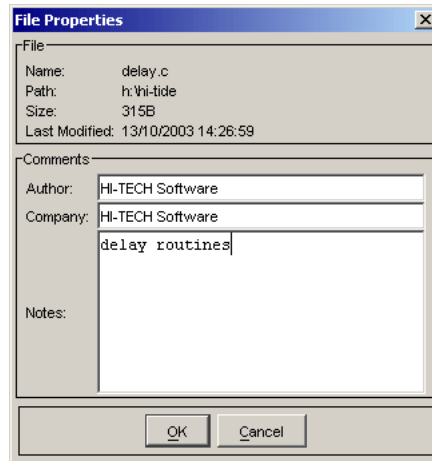 File Properties
File
Name: delay.c
Path: h:\hi-tide
Size: 315B
Last Modified: 13/10/2003 14:26:59
Comments
Author: HI-TECH Software
Company: HI-TECH Software
delay routines
Notes:
OK Cancel